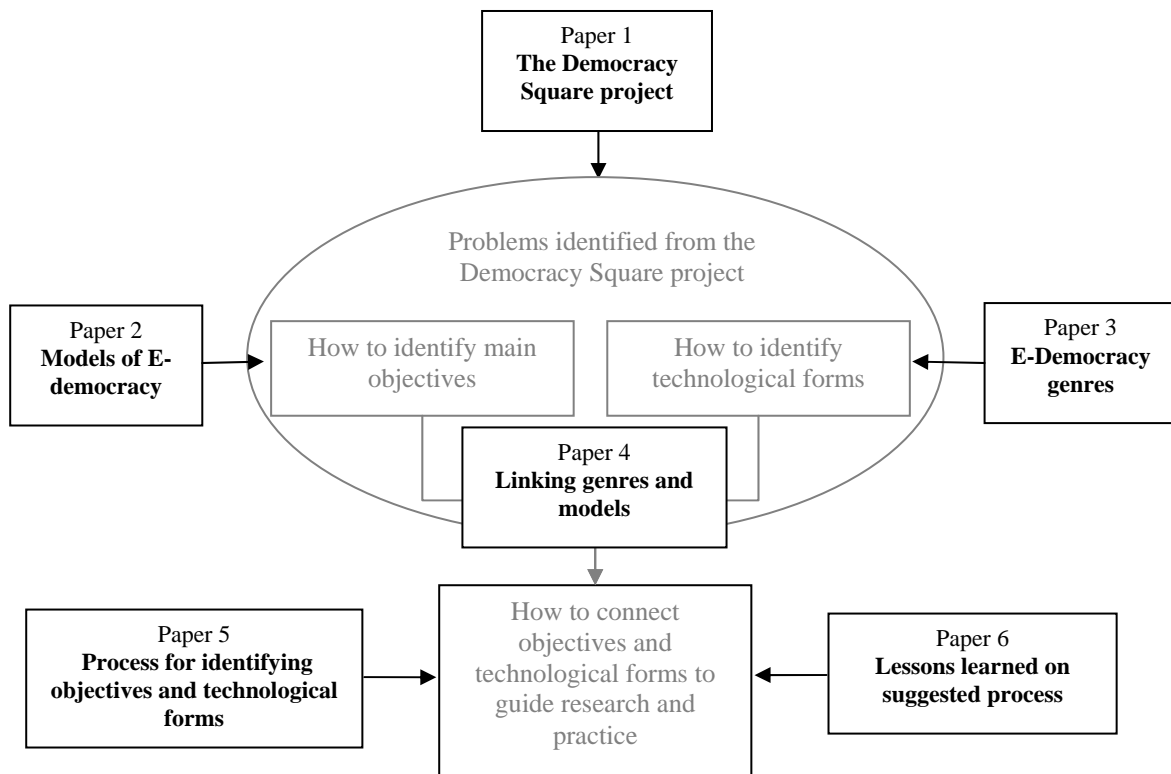 Paper 1
The Democracy
Square project
Problems identified from the
Democracy Square project
Paper 2
Models of E-
democracy
How to identify main
objectives
How to identify
technological forms
Paper 3
E-Democracy
genres
Paper 4
Linking genres and
models
Paper 5
Process for identifying
objectives and technological
forms
How to connect
objectives and
technological forms to
guide research and
practice
Paper 6
Lessons learned on
suggested process